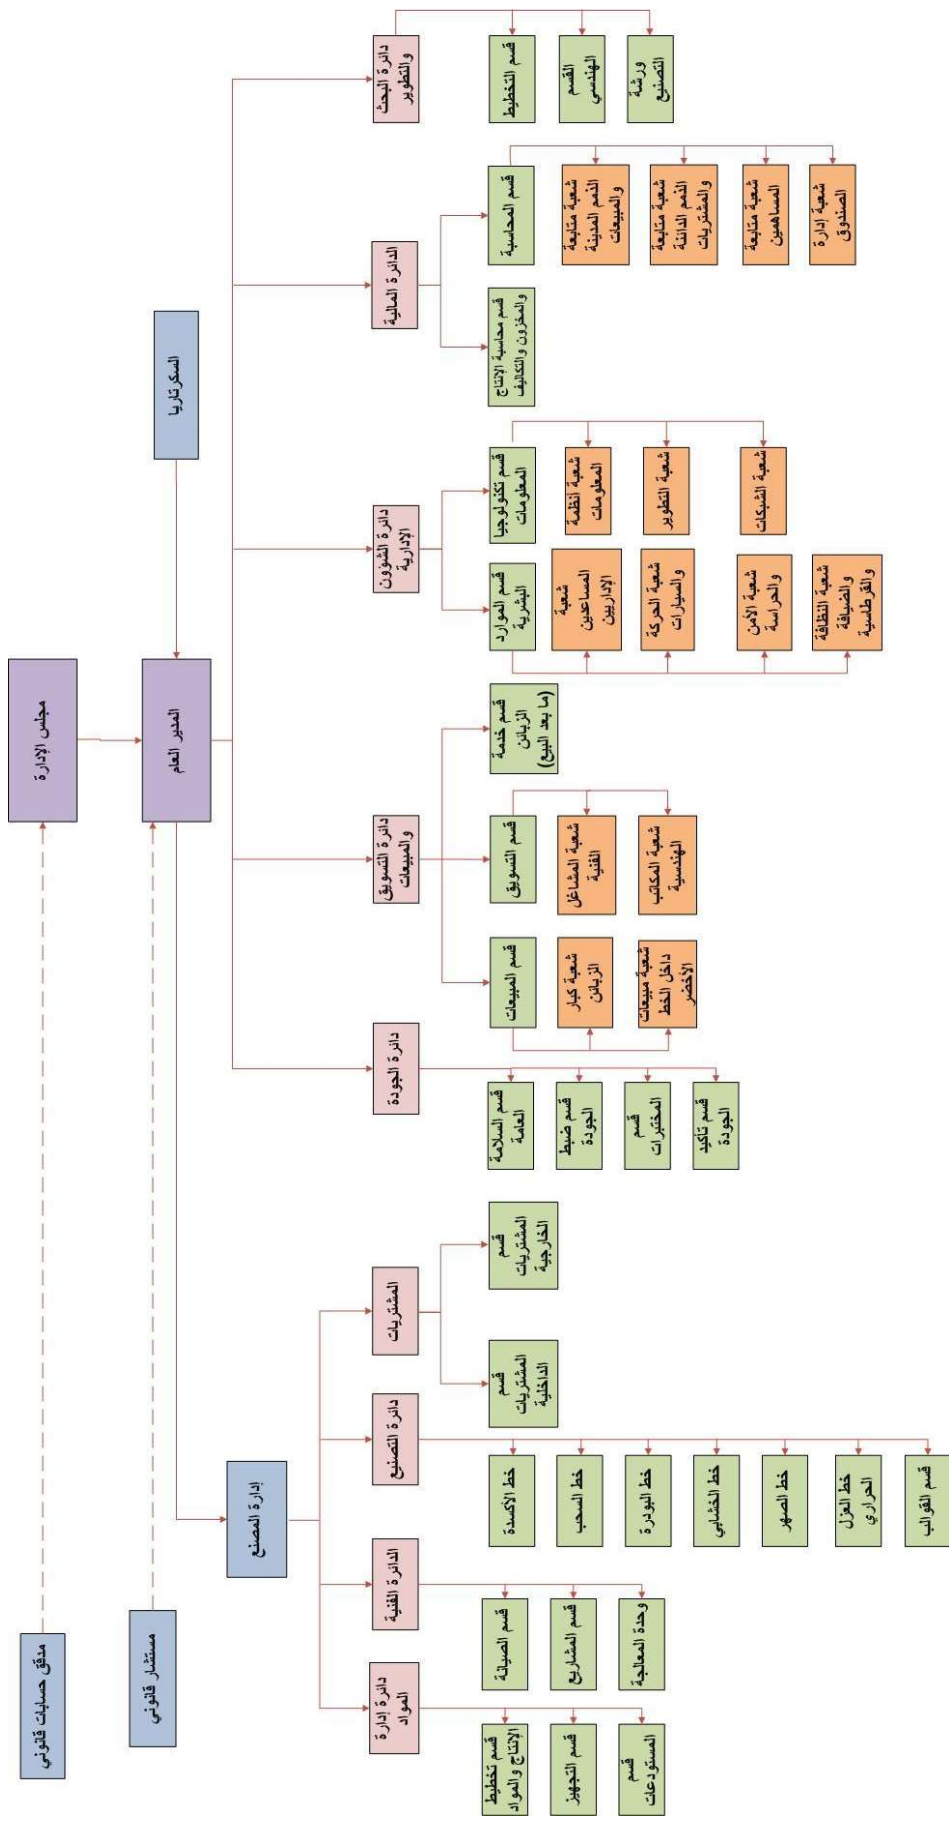 مجلس الإدارة
مدقق حسابات قانوني
المدير العام
السكرتاريا
مستشار قانوني
إدارة المصنع
دائرة البحث
والتطوير
الدائرة المالية
دائرة الشؤون
الإدارية
دائرة التسويق
والمبيعات
دائرة الجودة
المشتريات
دائرة التصنيع
الدائرة الفنية
دائرة إدارة
المواد
قسم التخطيط
القسم
الهندسي
ورشة
التصنيع
قسم المحاسبة
شعبة متابعة
الذمم المدينة
والمبيعات
شعبة متابعة
الذمم الدائنة
والمشتريات
شعبة متابعة
المساهمين
شعبة إدارة
الصندوق
قسم محاسبة الإنتاج
والمخزون والتكاليف
قسم تكنولوجيا
المعلومات
شعبة أنظمة
المعلومات
شعبة التطوير
شعبة الشبكات
قسم الموارد
البشرية
شعبة
المساعدين
الإداريين
شعبة الحركة
والسيارات
شعبة الأمن
والحراسة
شعبة النظافة
والضيافة
والقرطاسية
قسم خدمة
الزبائن
(ما بعد البيع)
قسم التسويق
شعبة المشاغل
الفنية
شعبة المكاتب
الهندسية
قسم المبيعات
شعبة كبار
الزبائن
شعبة مبيعات
داخل الخط
الأخضر
قسم السلامة
العامة
قسم ضبط
الجودة
قسم
المختبرات
قسم تأكيد
الجودة
قسم
المشتريات
الخارجية
قسم
المشتريات
الداخلية
خط الأكسدة
خط السحب
خط البودرة
خط الخشابي
خط الصهر
خط العزل
الحراري
قسم القوالب
قسم الصيانة
قسم المشاريع
وحدة المعالجة
قسم تخطيط
الإنتاج والمواد
قسم التجهيز
قسم
المستودعات